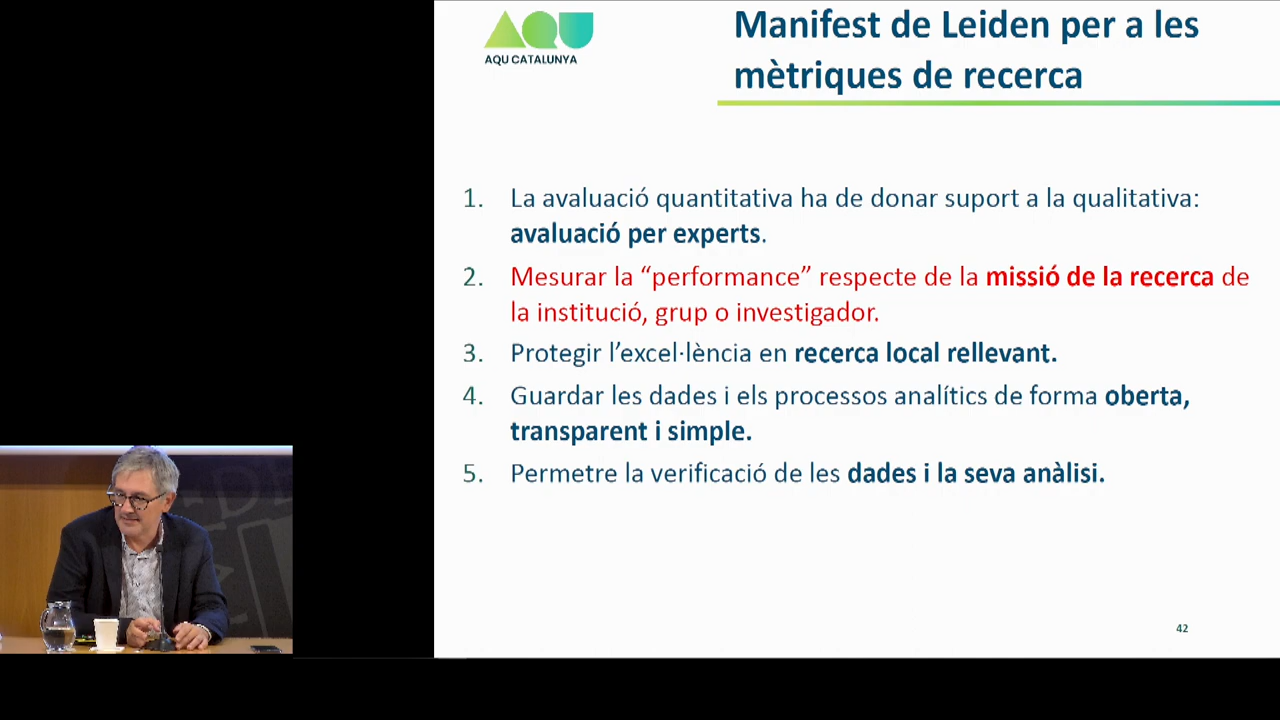 AQU
AQU CATALUNYA
Manifest de Leiden per a les
mètriques de recerca
1. La avaluació quantitativa ha de donar suport a la qualitativa:
avaluació per experts.
2. Mesurar la “performance” respecte de la missió de la recerca de
la institució, grup o investigador.
3. Protegir l’excel·lència en recerca local rellevant.
4. Guardar les dades i els processos analítics de forma oberta,
transparent i simple.
5. Permetre la verificació de les dades i la seva anàlisi.
42